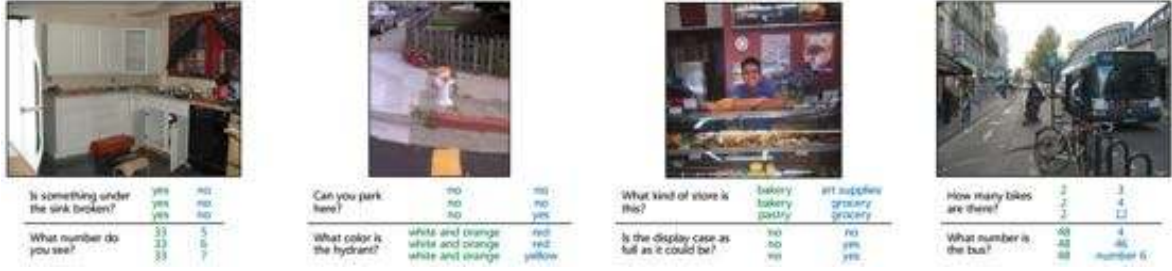 Is something under yes no
the sink broken? yes no
yes no
What number do 33 5
you see? 33 6
33 7
Can you park no no
here? no no
no yes
What color is white and orange red
the hydrant? white and orange red
white and orange yellow
What kind of store is bakery art supplies
this? bakery grocery
pastry grocery
Is the display case as no no
full as it could be? no yes
no yes
How many bikes 2 3
are there? 2 4
2 12
What number is 48 4
the bus? 48 46
48 number 6